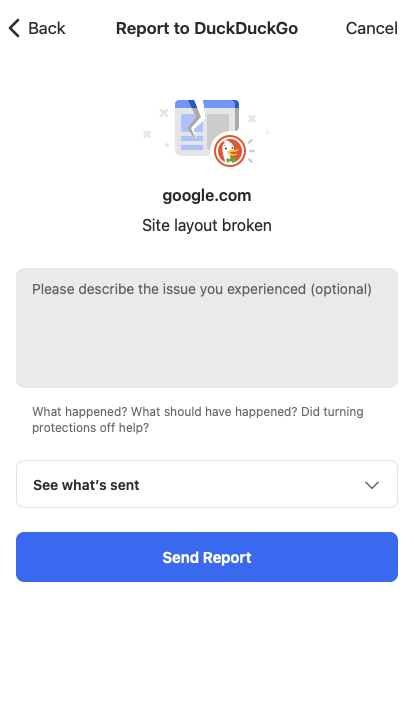 Back
Report to DuckDuckGo
Cancel
google.com
Site layout broken
Please describe the issue you experienced (optional)
What happened? What should have happened? Did turning
protections off help?
See what’s sent
Send Report